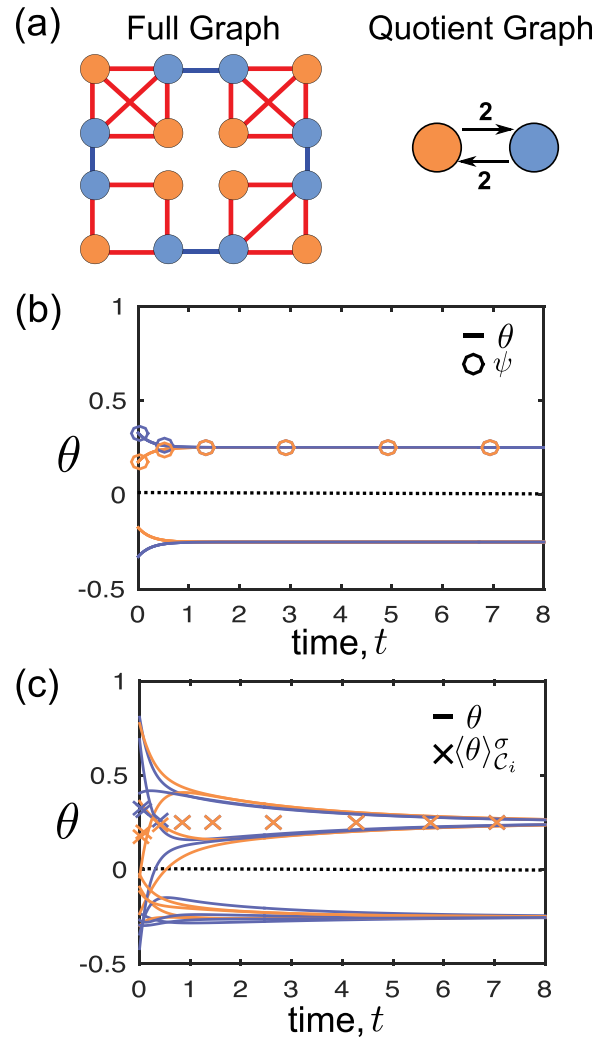 (a) Full Graph Quotient Graph
2
2
(b)
1
0.5
0
-0.5
θ
θ
ψ
0 1 2 3 4 5 6 7 8
time, t
(c)
1
0.5
0
-0.5
θ
θ
⟨θ⟩^σ_{C_i}
0 1 2 3 4 5 6 7 8
time, t